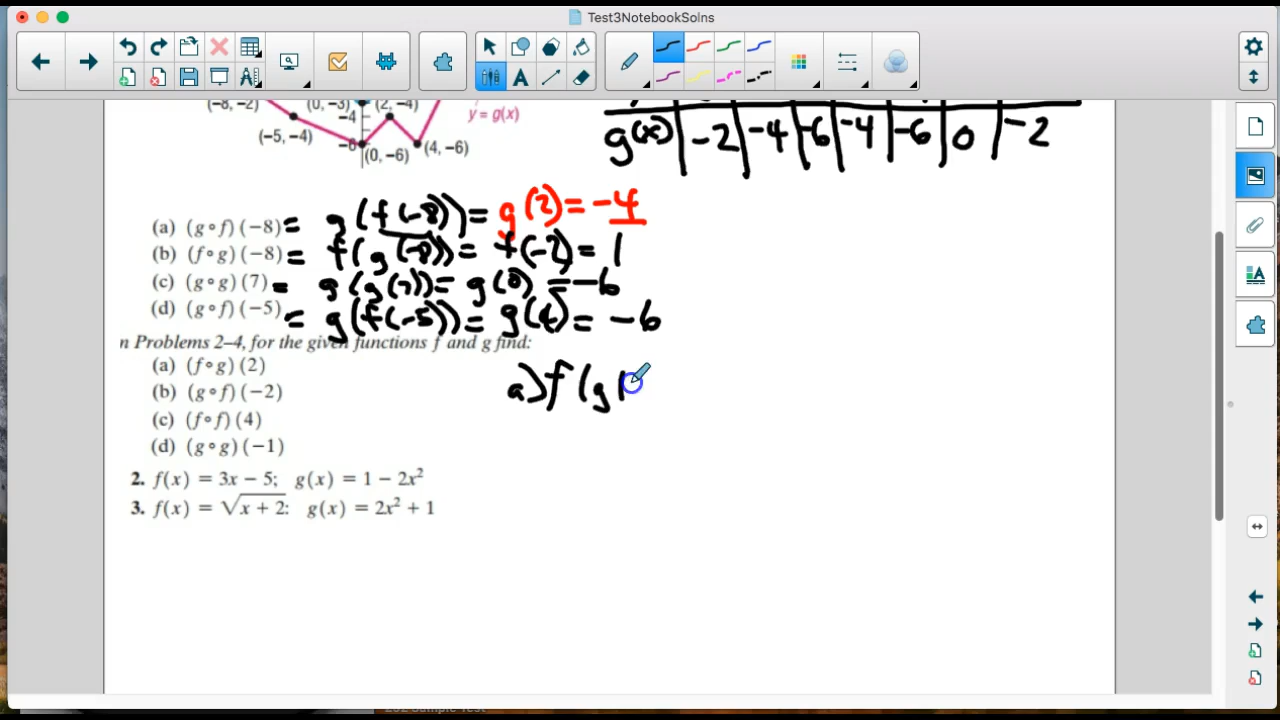 Test3NotebookSolns
(-8, -2) (0, -3) (2, -4)
-4
y = g(x)
(-5, -4)
-6 (0, -6) (4, -6)
g(x) -2 -4 -6 -4 -6 0 -2
(a) (g∘f)(-8) = g(f(-8)) = g(2) = -4
(b) (f∘g)(-8) = f(g(-8)) = f(-2) = 1
(c) (g∘g)(7) = g(g(7)) = g(0) = -6
(d) (g∘f)(-5) = g(f(-5)) = g(4) = -6
n Problems 2–4, for the given functions f and g find:
(a) (f∘g)(2) a) f(g(
(b) (g∘f)(-2)
(c) (f∘f)(4)
(d) (g∘g)(-1)
2. f(x) = 3x - 5; g(x) = 1 - 2x²
3. f(x) = √x + 2: g(x) = 2x² + 1